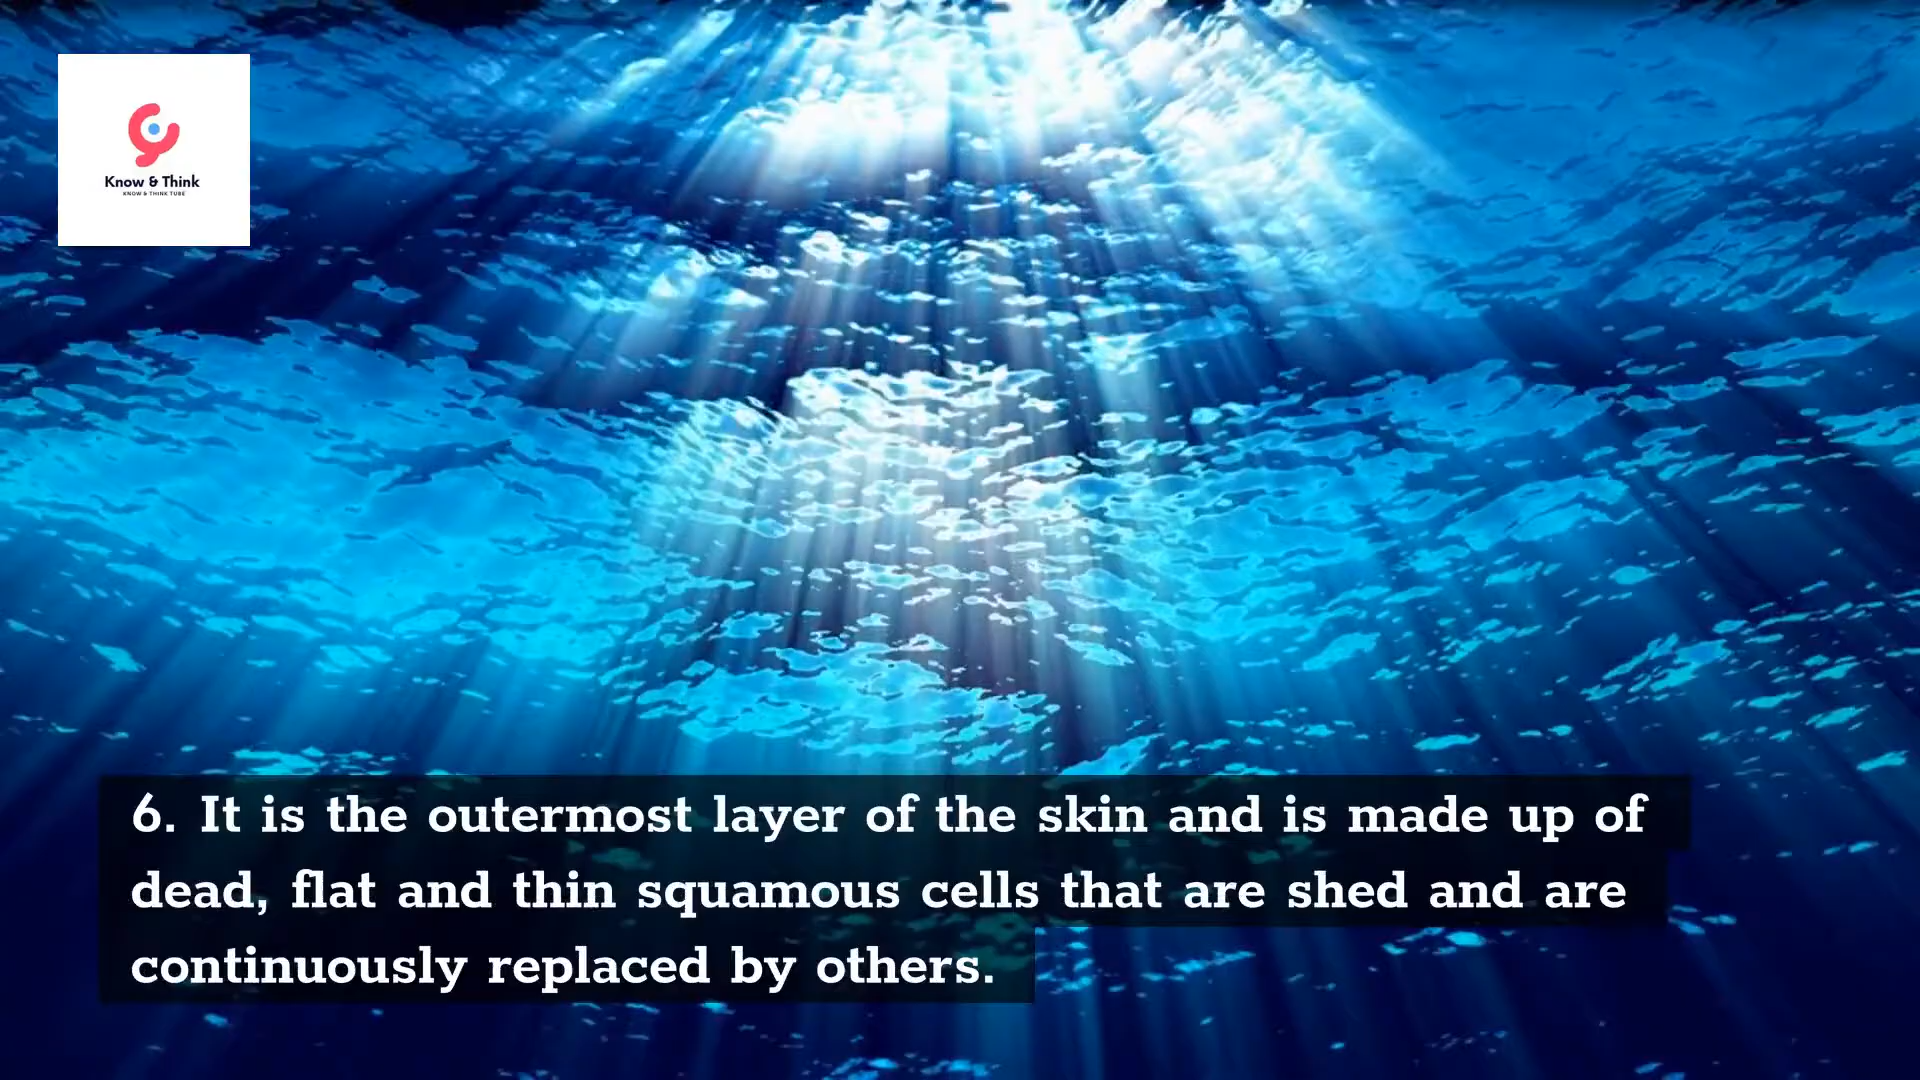 Know & Think
KNOW & THINK TUBE
6. It is the outermost layer of the skin and is made up of
dead, flat and thin squamous cells that are shed and are
continuously replaced by others.